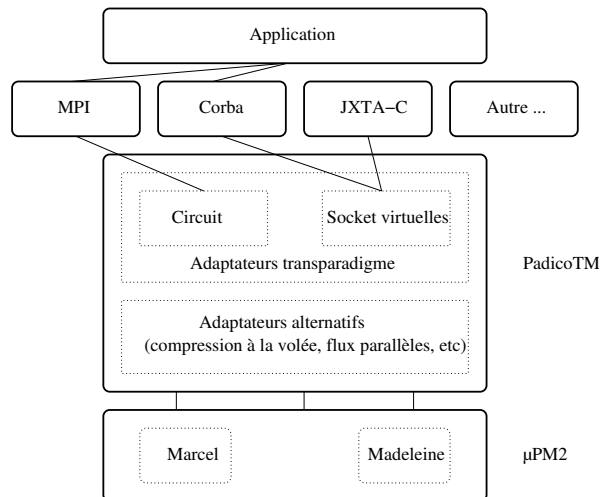 Application
MPI
Corba
JXTA−C
Autre ...
Circuit
Socket virtuelles
Adaptateurs transparadigme
PadicoTM
Adaptateurs alternatifs
(compression à la volée, flux parallèles, etc)
Marcel
Madeleine
µPM2